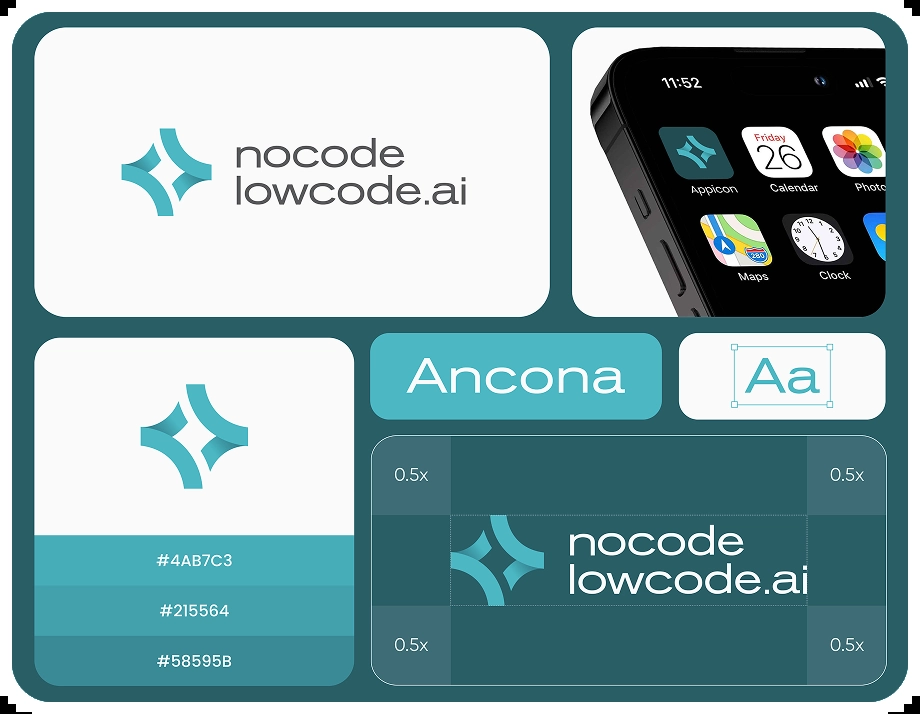 nocode
lowcode.ai
11:52
Friday
26
Appicon
Calendar
Photo
280
Maps
Clock
Ancona
Aa
#4AB7C3
#215564
#58595B
0.5x
0.5x
nocode
lowcode.ai
0.5x
0.5x